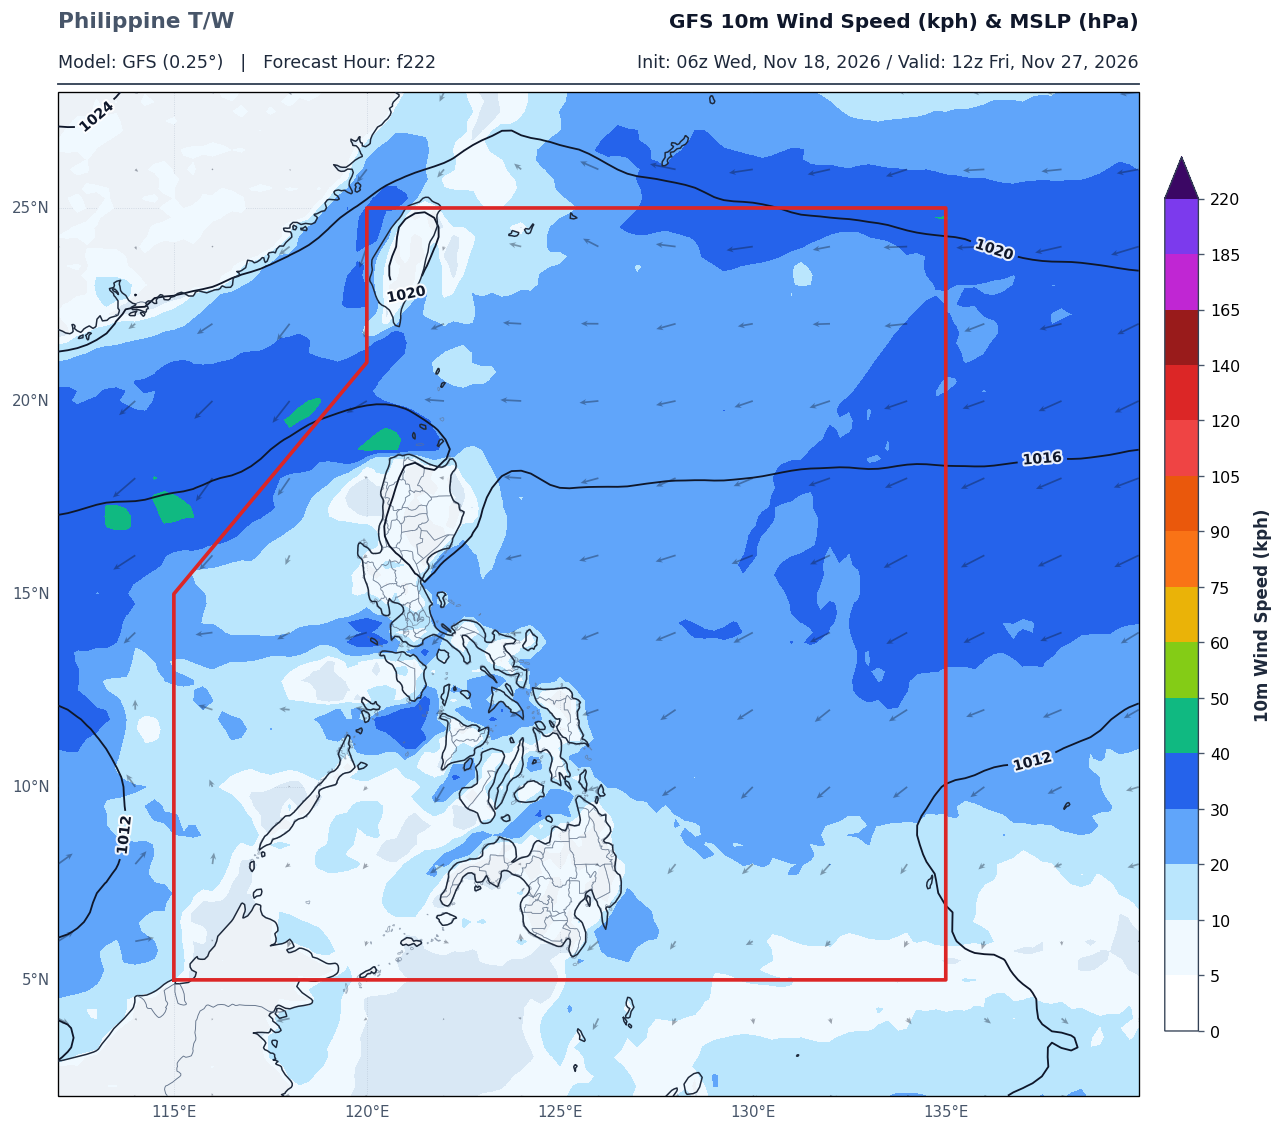 Philippine T/W
GFS 10m Wind Speed (kph) & MSLP (hPa)
Model: GFS (0.25°) | Forecast Hour: f222
Init: 06z Wed, Nov 18, 2026 / Valid: 12z Fri, Nov 27, 2026
1024
1020
1020
1016
1012
1012
25°N
20°N
15°N
10°N
5°N
115°E
120°E
125°E
130°E
135°E
220
185
165
140
120
105
90
75
60
50
40
30
20
10
5
0
10m Wind Speed (kph)